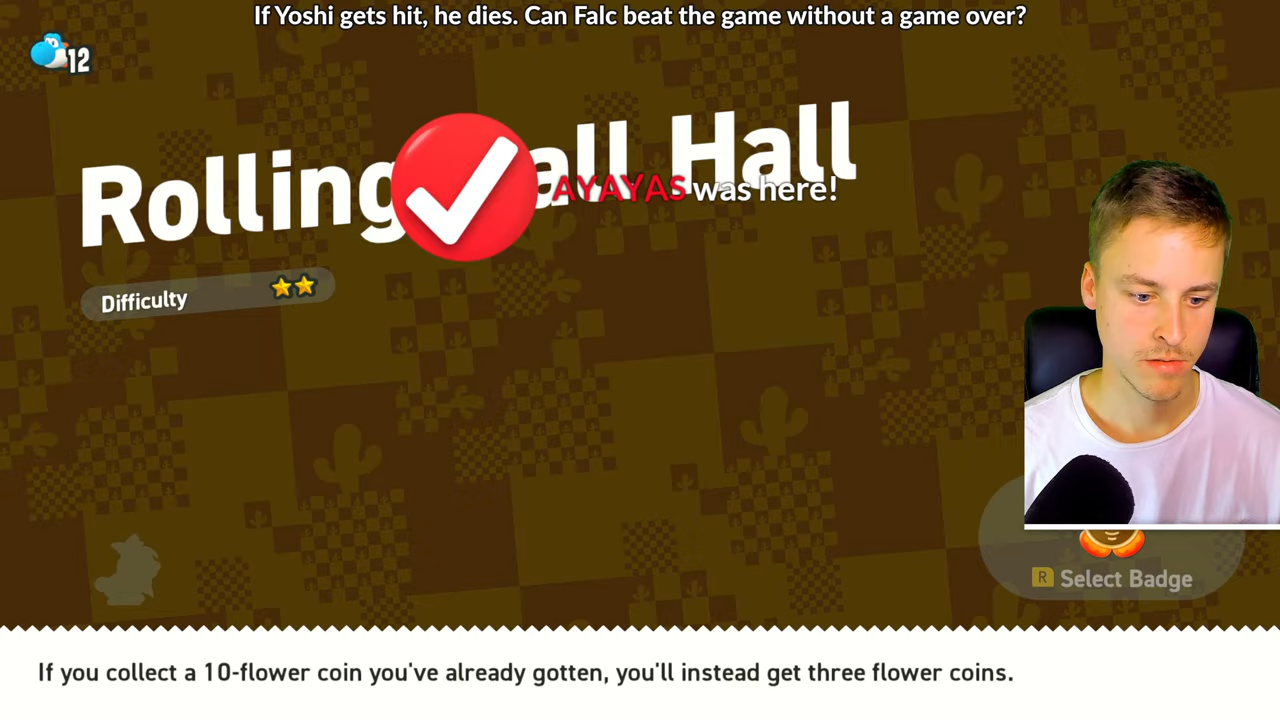 If Yoshi gets hit, he dies. Can Falc beat the game without a game over?
12
Rolling all Hall
AYAYAS was here!
Difficulty
R Select Badge
If you collect a 10-flower coin you've already gotten, you'll instead get three flower coins.